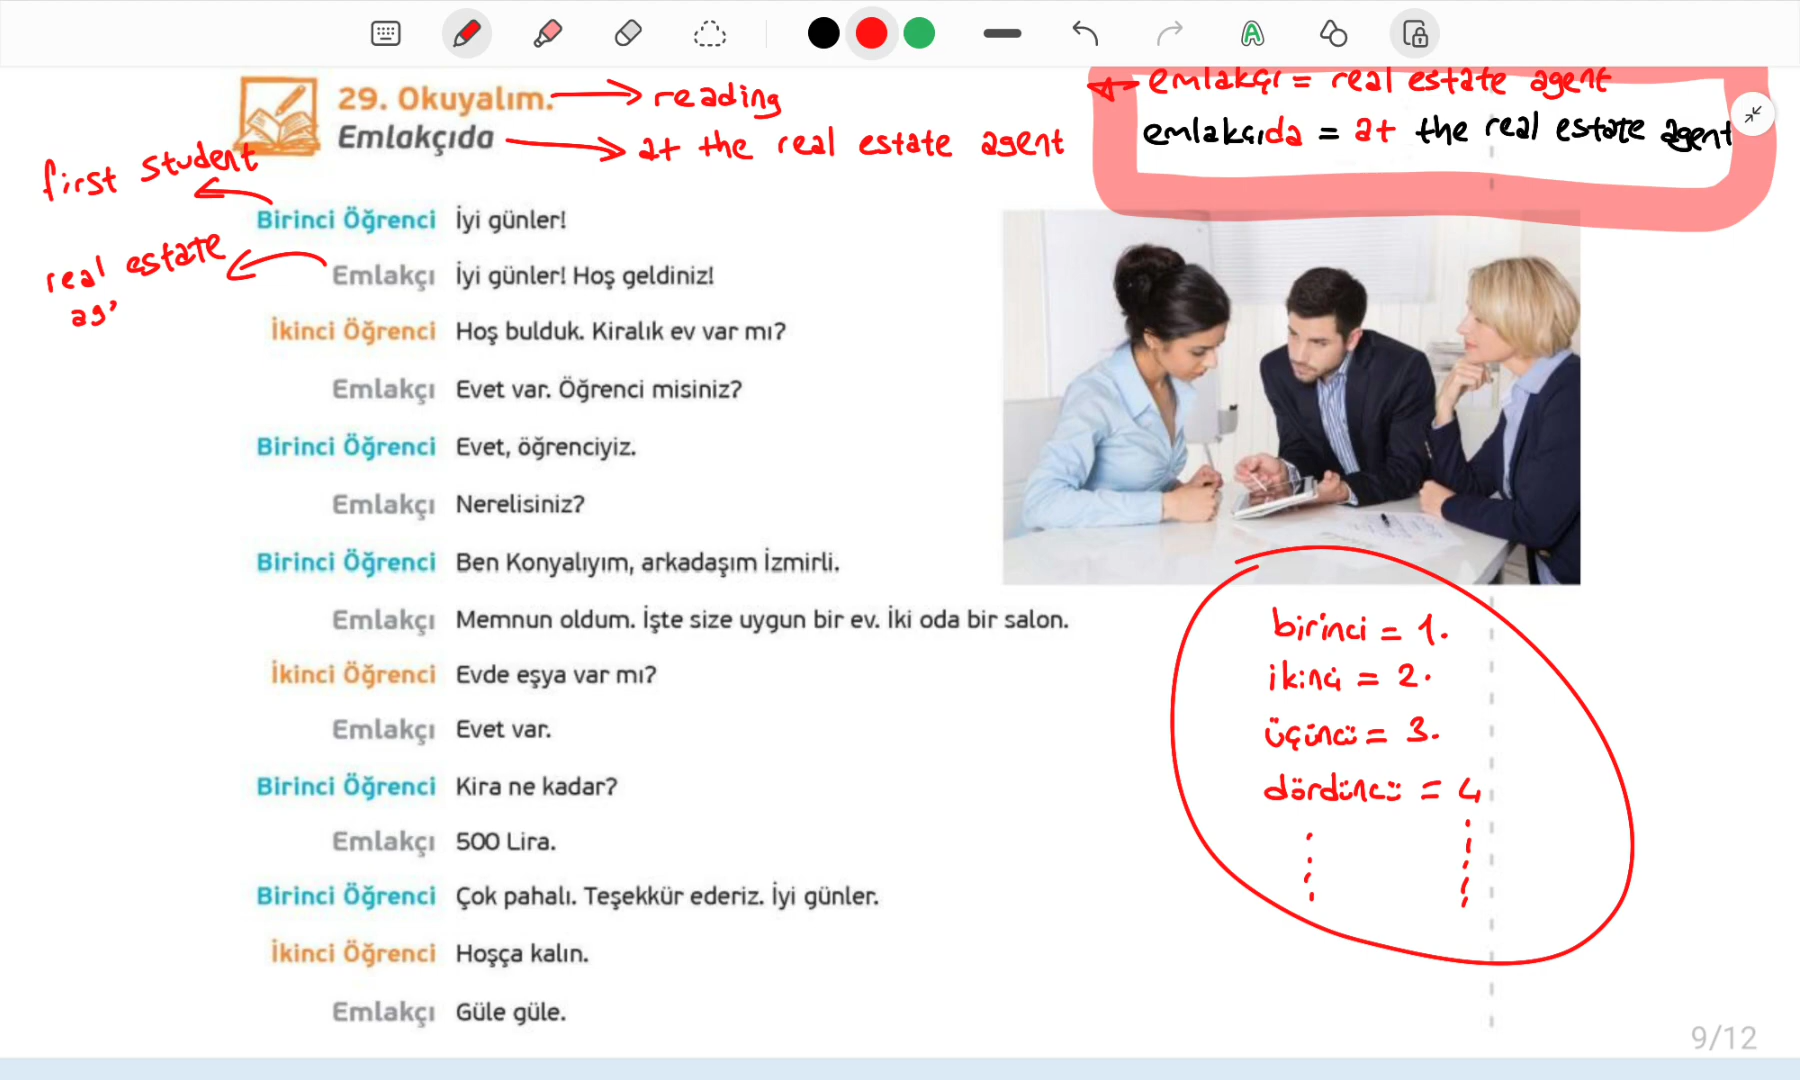 29. Okuyalım. reading
Emlakçıda at the real estate agent
emlakçı = real estate agent
emlakçıda = at the real estate agent
first student
real estate
ag'
Birinci Öğrenci İyi günler!
Emlakçı İyi günler! Hoş geldiniz!
İkinci Öğrenci Hoş bulduk. Kiralık ev var mı?
Emlakçı Evet var. Öğrenci misiniz?
Birinci Öğrenci Evet, öğrenciyiz.
Emlakçı Nerelisiniz?
Birinci Öğrenci Ben Konyalıyım, arkadaşım İzmirli.
Emlakçı Memnun oldum. İşte size uygun bir ev. İki oda bir salon.
İkinci Öğrenci Evde eşya var mı?
Emlakçı Evet var.
Birinci Öğrenci Kira ne kadar?
Emlakçı 500 Lira.
Birinci Öğrenci Çok pahalı. Teşekkür ederiz. İyi günler.
İkinci Öğrenci Hoşça kalın.
Emlakçı Güle güle.
birinci = 1.
ikinci = 2.
üçüncü = 3.
dördüncü = 4
9/12